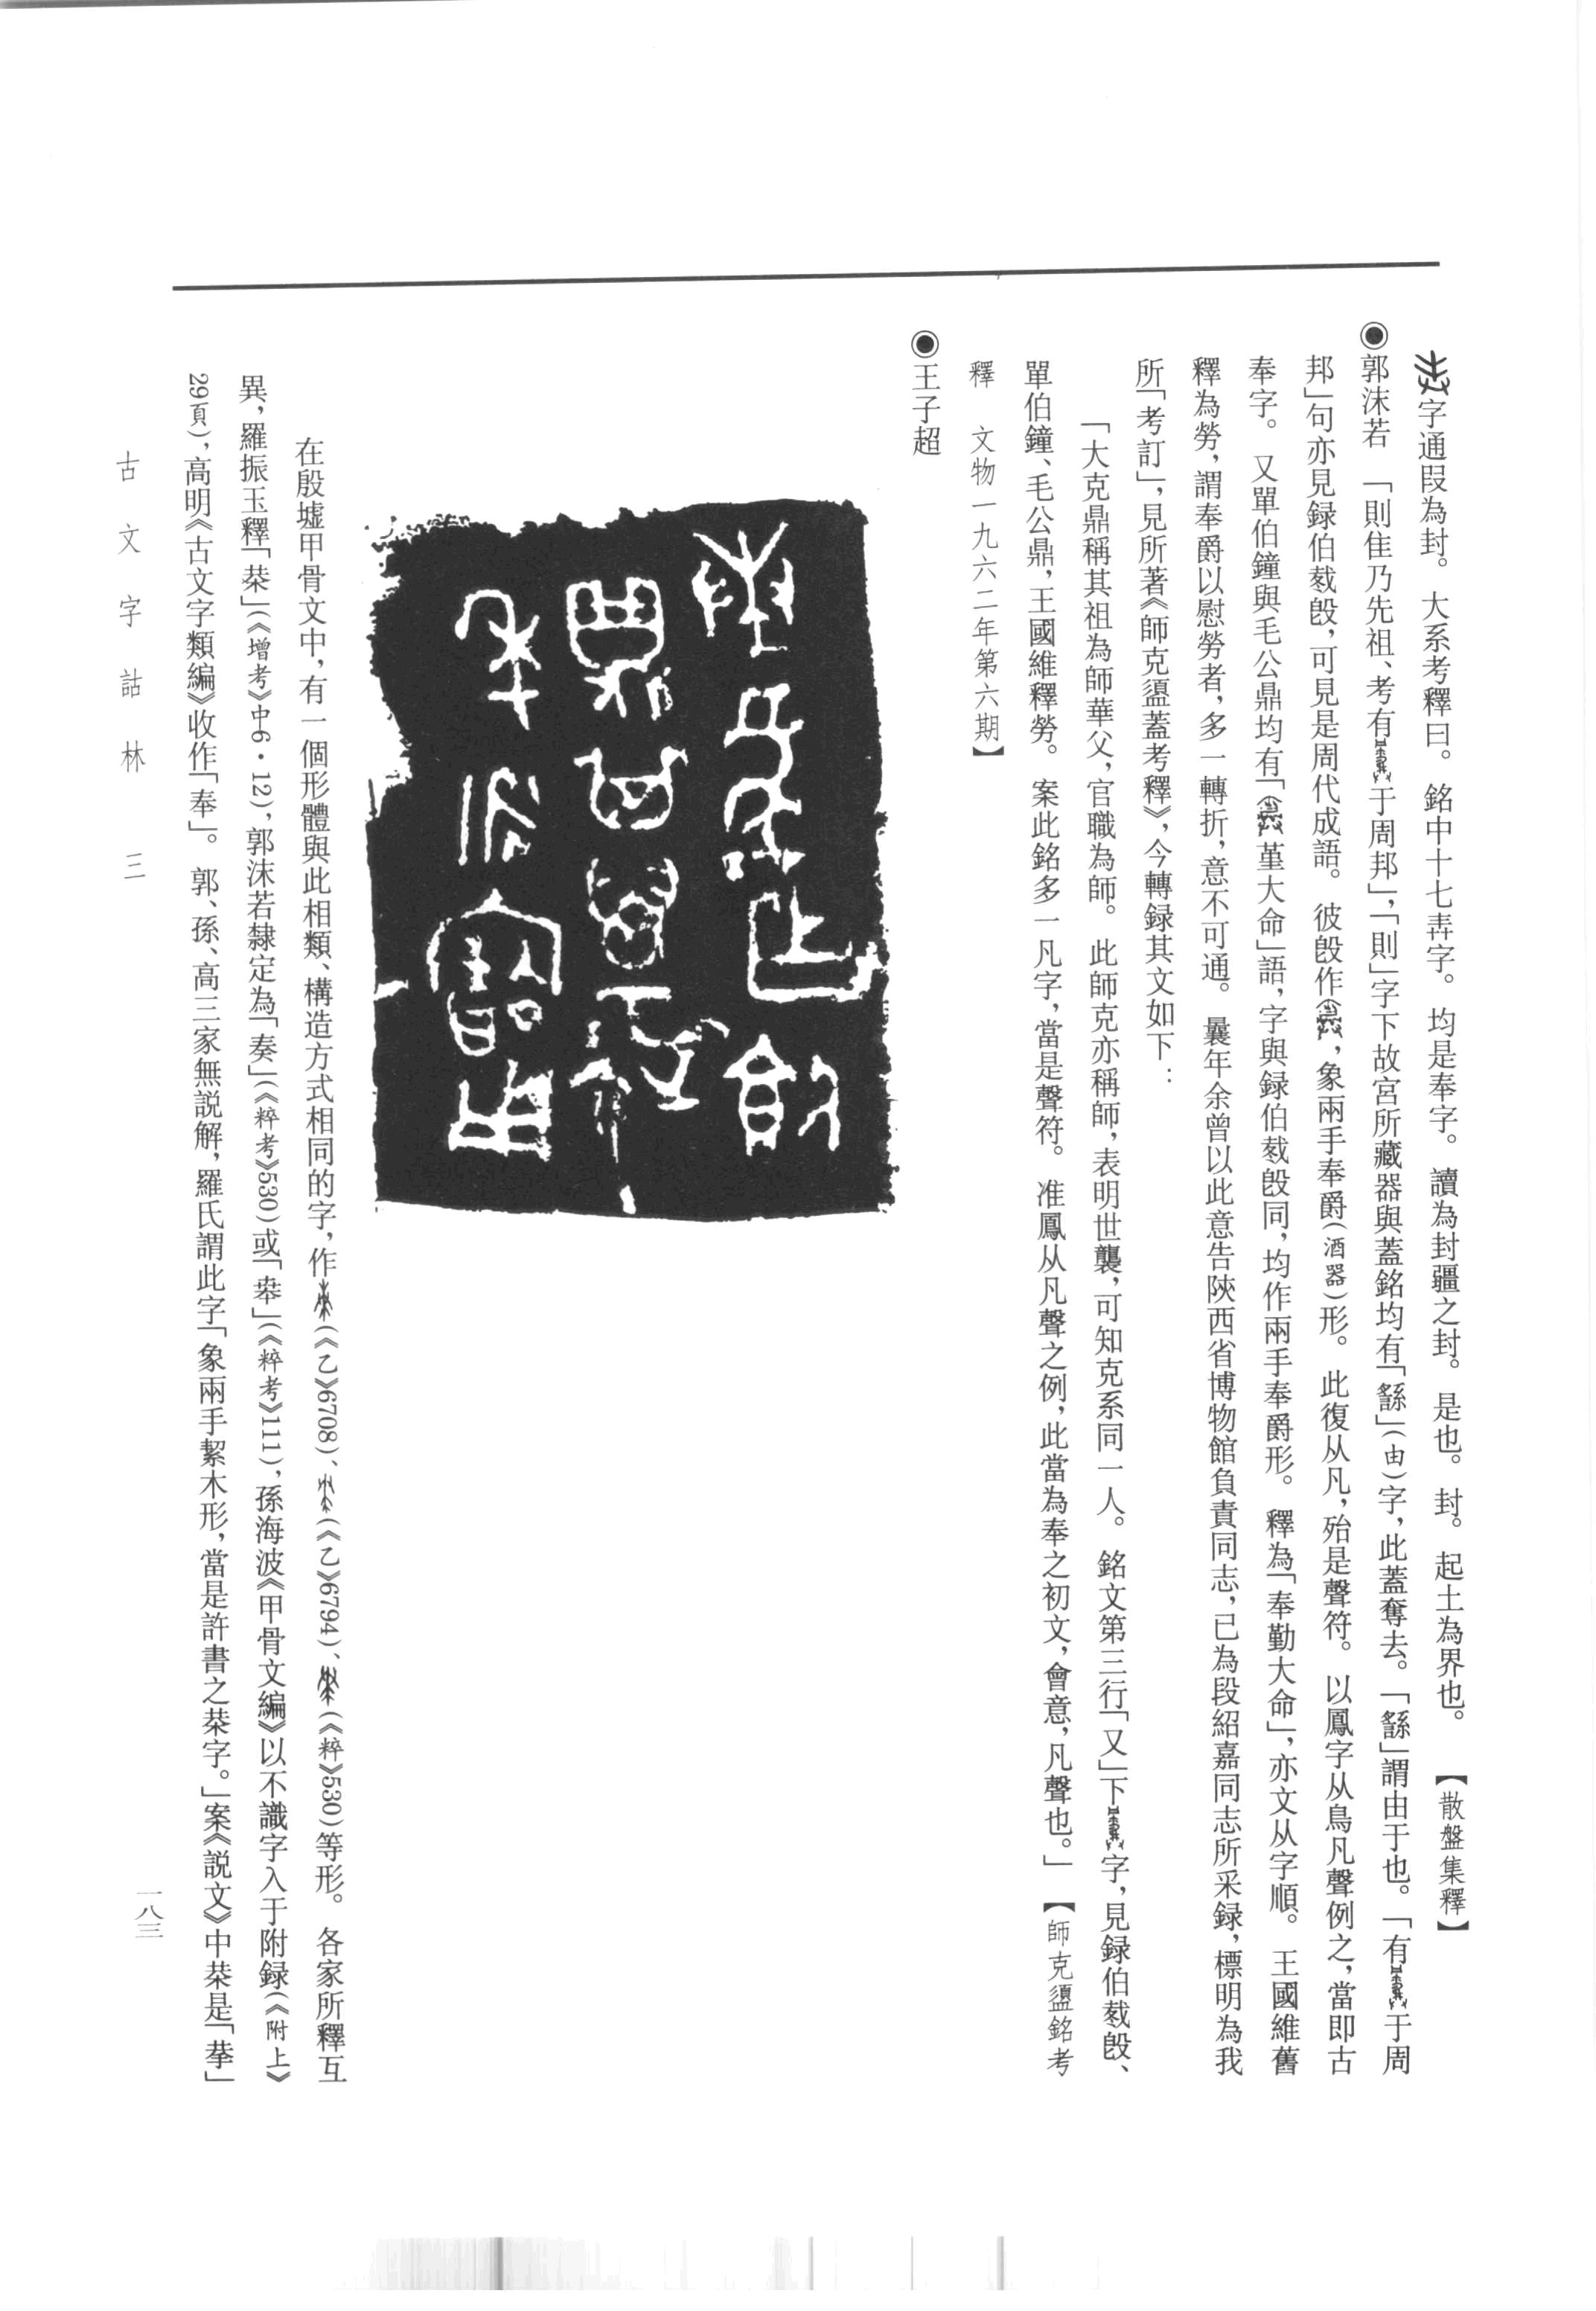 字通叚為封。大系考釋曰。銘中十七弄字。均是奉字。讀為封疆之封。是也。封。起土為界也。【散盤集釋】
◉郭沫若 「則隹乃先祖、考有于周邦」，「則」字下故宮所藏器與蓋銘均有「繇」(由)字，此蓋奪去。「繇」謂由于也。「有于周
邦」句亦見彔伯㦰𣪘，可見是周代成語。彼𣪘作，象兩手奉爵(酒器)形。此復从凡，殆是聲符。以鳳字从鳥凡聲例之，當即古
奉字。又單伯鐘與毛公鼎均有「堇大命」語，字與彔伯㦰𣪘同，均作兩手奉爵形。釋為「奉勤大命」，亦文从字順。王國維舊
釋為勞，謂奉爵以慰勞者，多一轉折，意不可通。曩年余曾以此意告陝西省博物館負責同志，已為段紹嘉同志所采録，標明為我
所「考訂」，見所著《師克盨蓋考釋》，今轉録其文如下：
「大克鼎稱其祖為師華父，官職為師。此師克亦稱師，表明世襲，可知克系同一人。銘文第三行「又」下字，見録伯㦰𣪘、
單伯鐘、毛公鼎，王國維釋勞。案此銘多一凡字，當是聲符。准鳳从凡聲之例，此當為奉之初文，會意，凡聲也。」【師克盨銘考
釋 文物一九六二年第六期】
◉王子超
在殷墟甲骨文中，有一個形體與此相類、構造方式相同的字，作(《乙》6708)、(《乙》6794)、(《粹》530)等形。各家所釋互
異，羅振玉釋「𣓀」(《增考》中6·12)，郭沫若隸定為「奏」(《粹考》530)或「」(《粹考》111)，孫海波《甲骨文編》以不識字入于附録(《附上》
29頁)，高明《古文字類編》收作「奉」。郭、孫、高三家無説解，羅氏謂此字「象兩手絜木形，當是許書之字。」案《説文》中是「」
古文字詁林 三
一八三